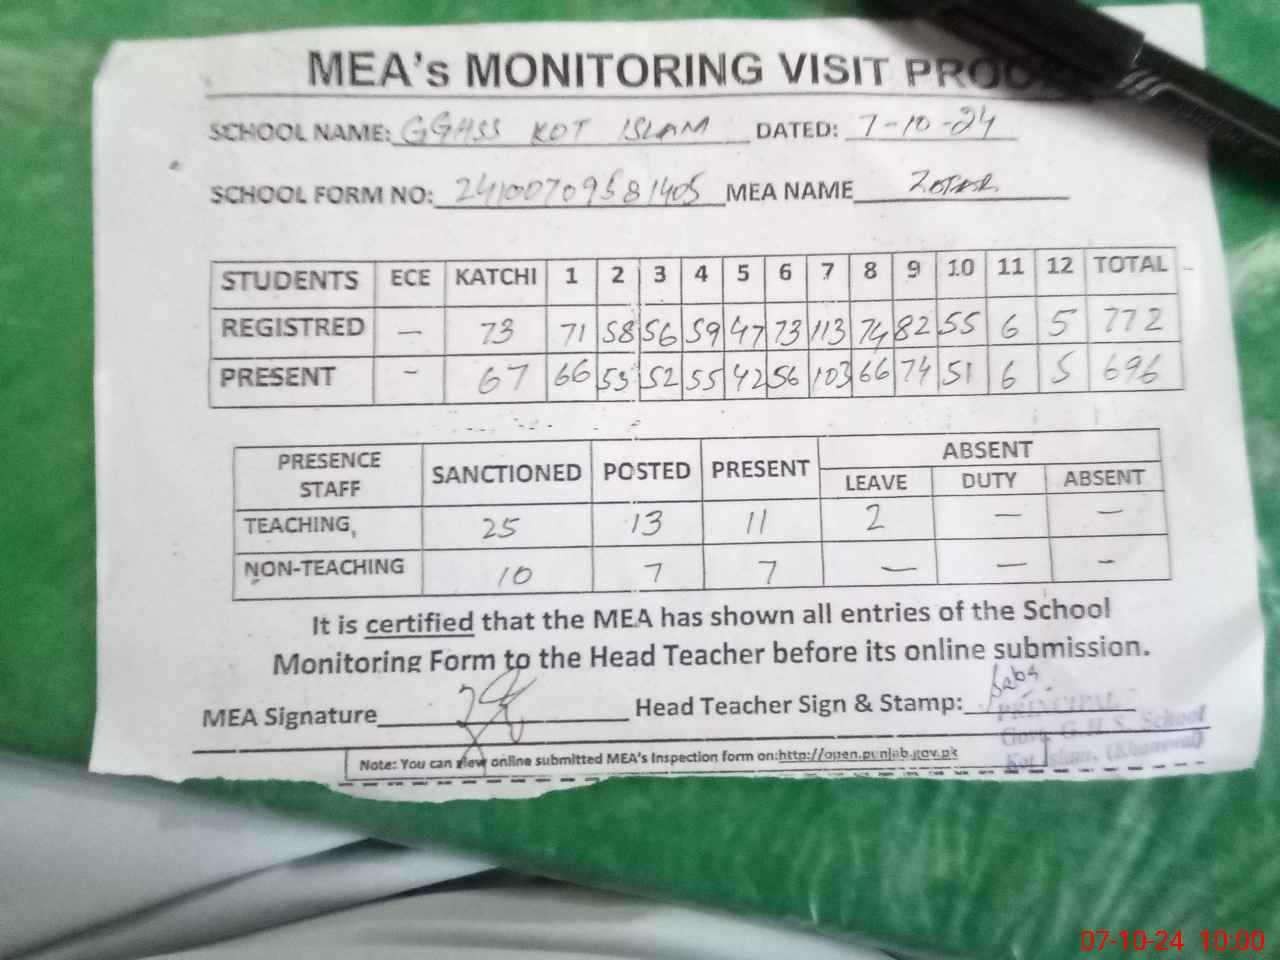 MEA's MONITORING VISIT PROO
SCHOOL NAME: GGHSS KOT ISLAM DATED: 7-10-24
SCHOOL FORM NO: 24100709581405 MEA NAME
STUDENTS ECE KATCHI 1 2 3 4 5 6 7 8 9 10 11 12 TOTAL
REGISTRED — 73 71 58 56 59 47 73 113 74 82 55 6 5 772
PRESENT - 67 66 53 52 55 42 56 103 66 74 51 6 5 696
PRESENCE STAFF SANCTIONED POSTED PRESENT ABSENT
LEAVE DUTY ABSENT
TEACHING, 25 13 11 2 — —
NON-TEACHING 10 7 7 — — —
It is certified that the MEA has shown all entries of the School
Monitoring Form to the Head Teacher before its online submission.
MEA Signature Head Teacher Sign & Stamp:
PRINCIPAL
Govt. G.H.S. School
Kot Islam, (Khanewal)
Note: You can view online submitted MEA's Inspection form on:http://open.punjab.gov.pk
07-10-24 10:00